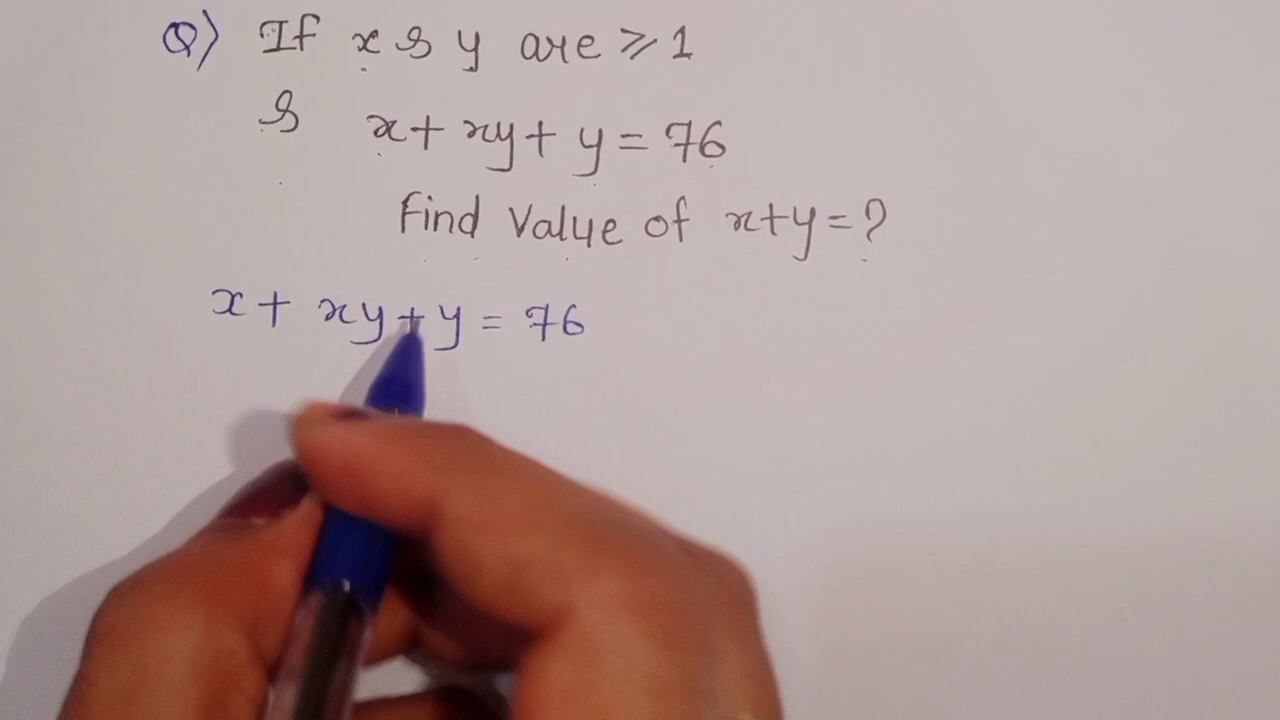 Q) If x & y are ≥ 1
& x + xy + y = 76
Find Value of x+y=?
x + xy + y = 76